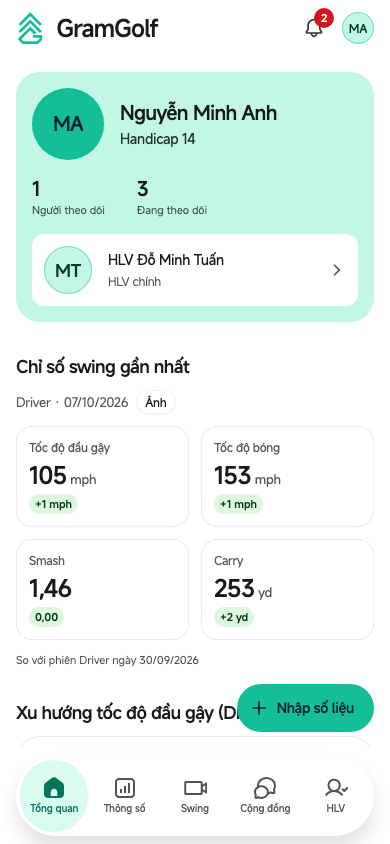 GramGolf
2
MA
MA
Nguyễn Minh Anh
Handicap 14
1
3
Người theo dõi
Đang theo dõi
MT
HLV Đỗ Minh Tuấn
HLV chính
Chỉ số swing gần nhất
Driver · 07/10/2026
Ảnh
Tốc độ đầu gậy
105 mph
+1 mph
Tốc độ bóng
153 mph
+1 mph
Smash
1,46
0,00
Carry
253 yd
+2 yd
So với phiên Driver ngày 30/09/2026
Xu hướng tốc độ đầu gậy
Nhập số liệu
Tổng quan
Thông số
Swing
Cộng đồng
HLV